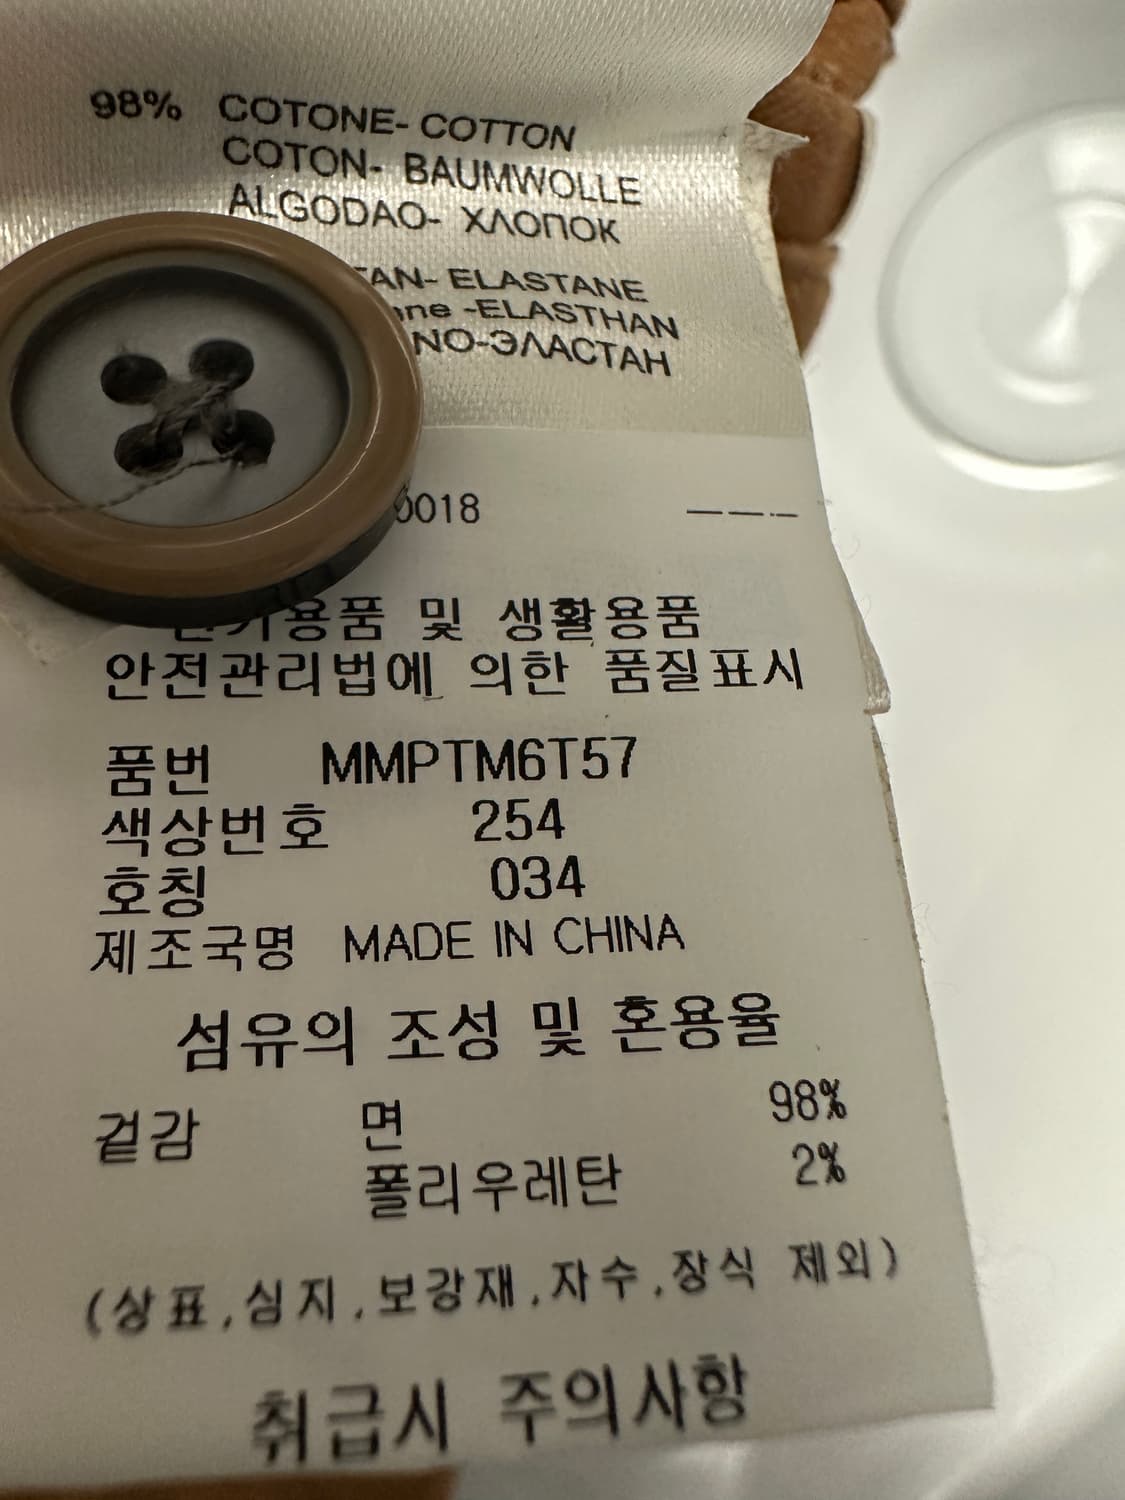 98% COTONE- COTTON
COTON- BAUMWOLLE
ALGODAO- ХЛОПОК
ELASTANE
-ELASTHAN
NO-ЭЛАСТАН
0018
및 생활용품
안전관리법에 의한 품질표시
품번 MMPTM6T57
색상번호 254
호칭 034
제조국명 MADE IN CHINA
섬유의 조성 및 혼용율
겉감 면 98%
폴리우레탄 2%
(상표,심지,보강재,자수,장식 제외)
취급시 주의사항